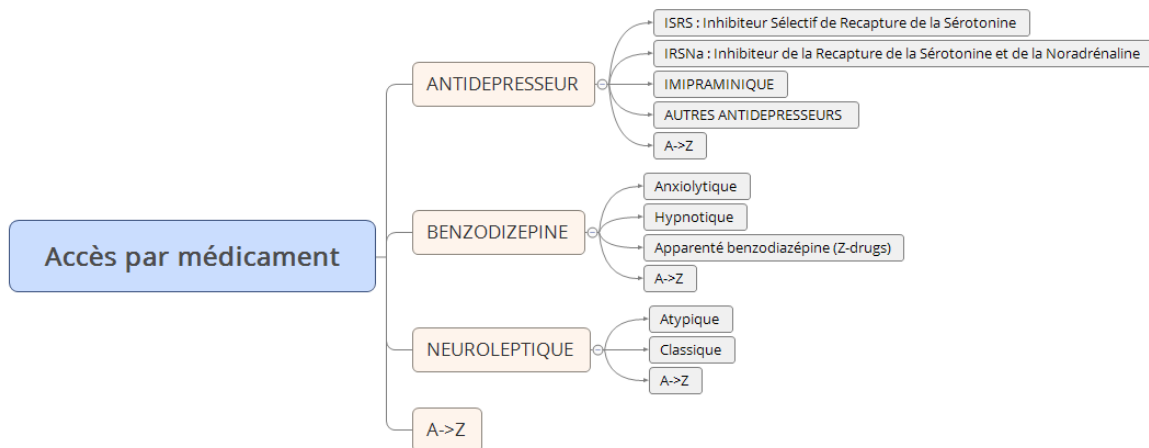 Accès par médicament
ANTIDEPRESSEUR
ISRS : Inhibiteur Sélectif de Recapture de la Sérotonine
IRSNa : Inhibiteur de la Recapture de la Sérotonine et de la Noradrénaline
IMIPRAMINIQUE
AUTRES ANTIDEPRESSEURS
A->Z
BENZODIZEPINE
Anxiolytique
Hypnotique
Apparenté benzodiazépine (Z-drugs)
A->Z
NEUROLEPTIQUE
Atypique
Classique
A->Z
A->Z